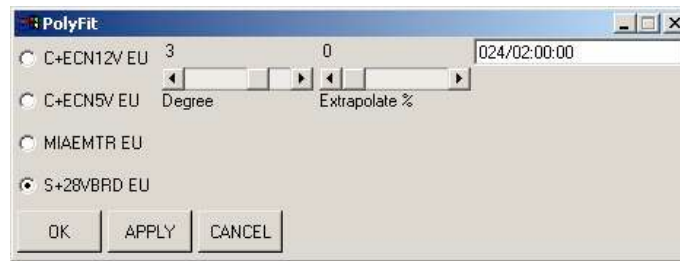 PolyFit
C+ECN12V EU
3
0
024/02:00:00
C+ECN5V EU
Degree
Extrapolate %
MIAEMTR EU
S+28VBRD EU
OK
APPLY
CANCEL